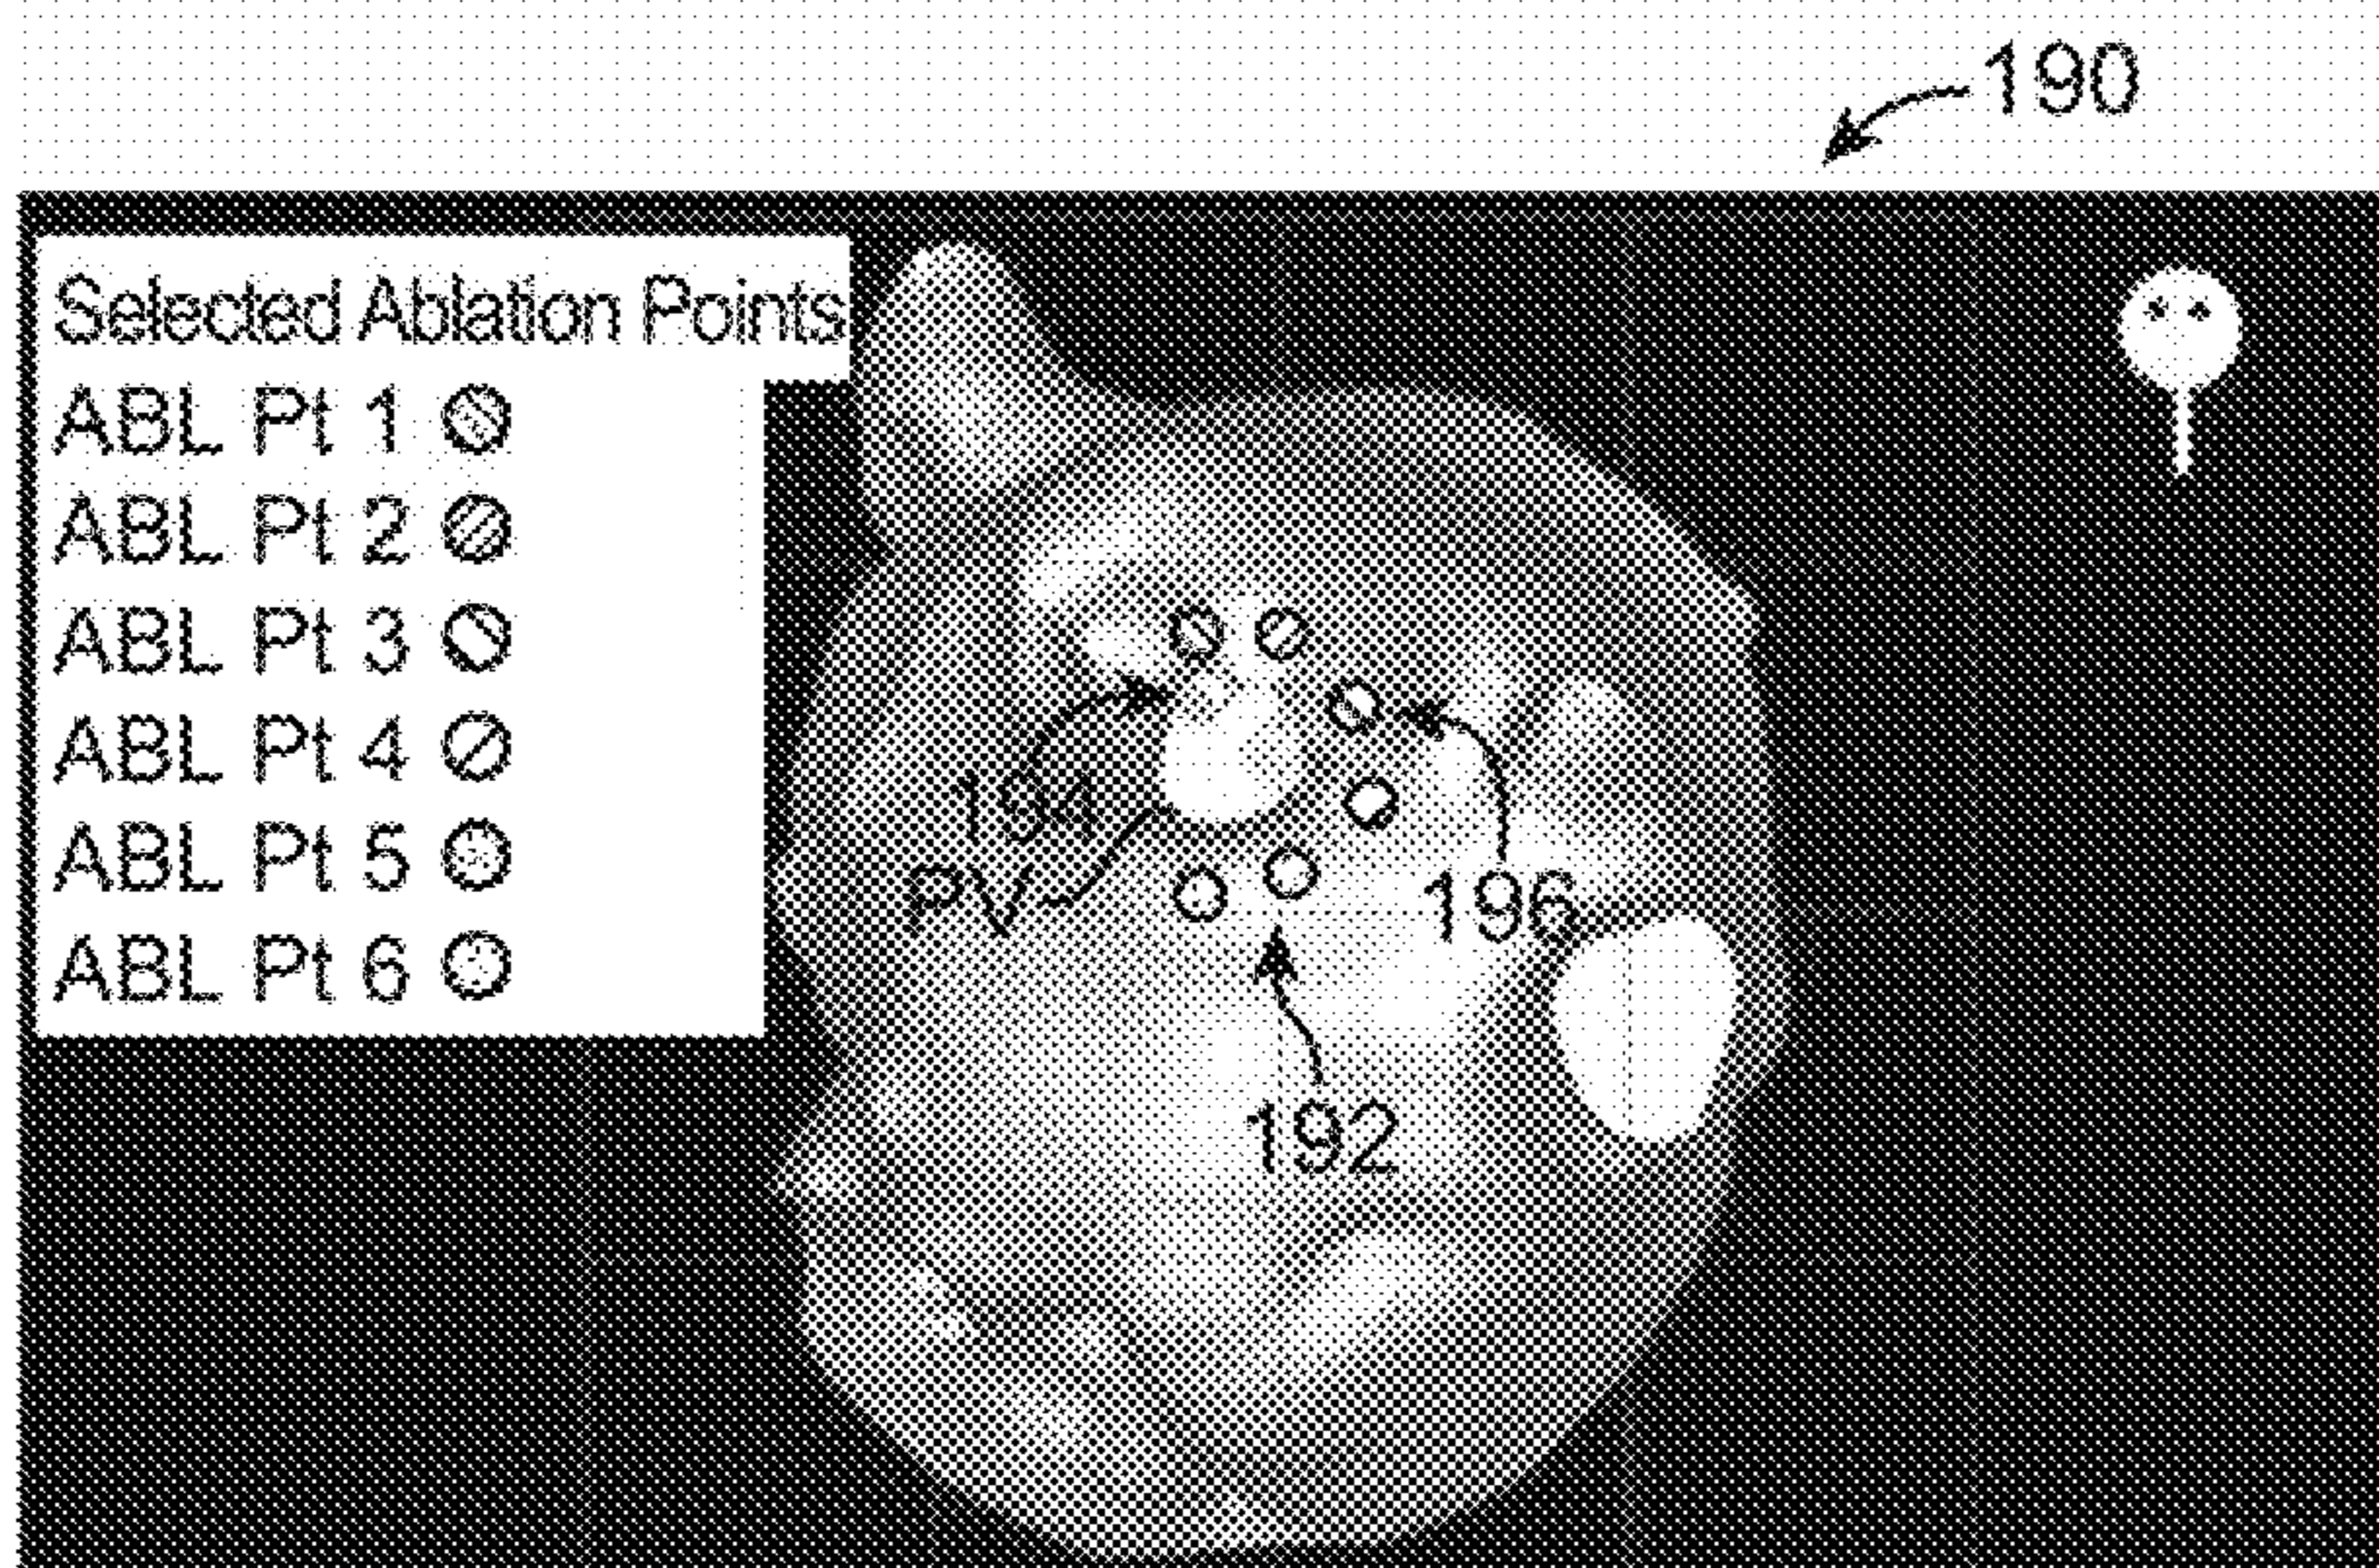 190
Selected Ablation Points
ABL Pt 1
ABL Pt 2
ABL Pt 3
ABL Pt 4
ABL Pt 5
ABL Pt 6
194
PV
196
192